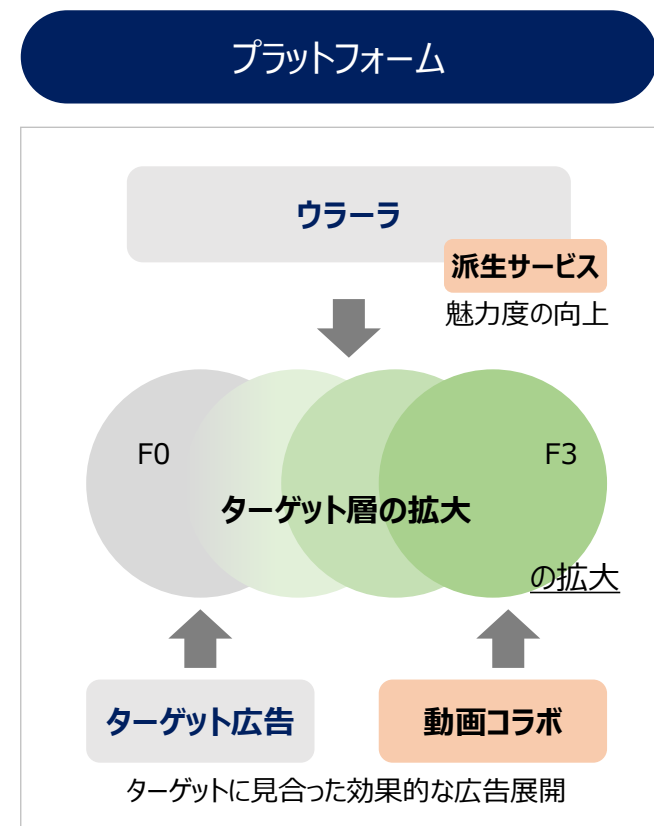 プラットフォーム
ウラーラ
派生サービス
魅力度の向上
F0
F3
ターゲット層の拡大
の拡大
ターゲット広告
動画コラボ
ターゲットに見合った効果的な広告展開